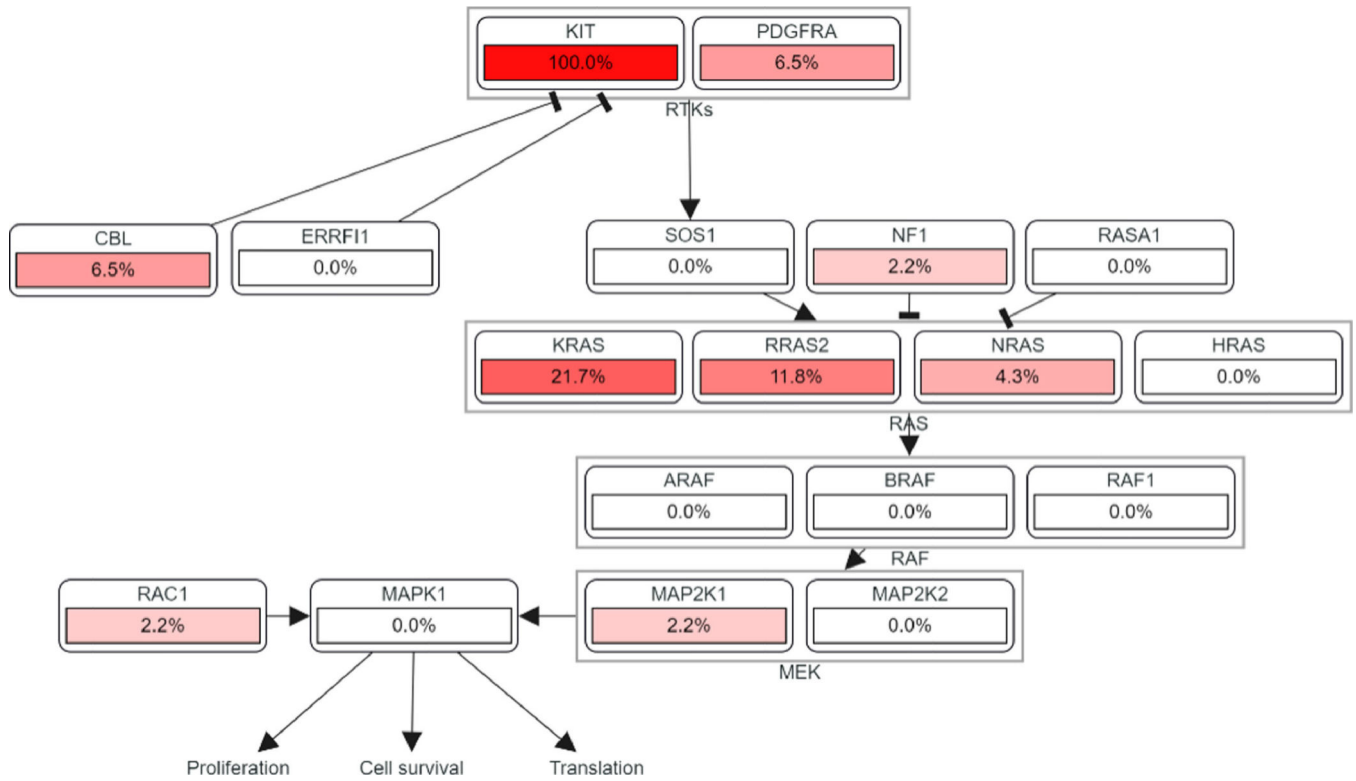 KIT PDGFRA
100.0% 6.5%
RTKs
CBL ERRFI1 SOS1 NF1 RASA1
6.5% 0.0% 0.0% 2.2% 0.0%
KRAS RRAS2 NRAS HRAS
21.7% 11.8% 4.3% 0.0%
RAS
ARAF BRAF RAF1
0.0% 0.0% 0.0%
RAF
RAC1 MAPK1 MAP2K1 MAP2K2
2.2% 0.0% 2.2% 0.0%
MEK
Proliferation Cell survival Translation